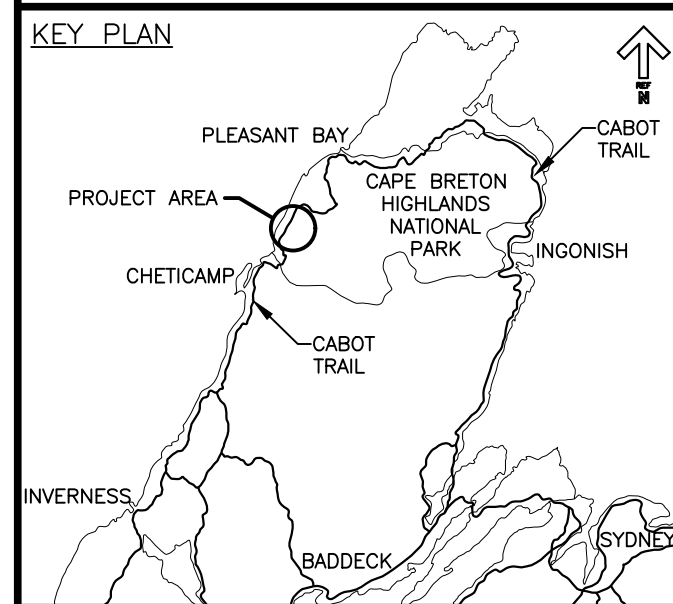 KEY PLAN
REF
N
PLEASANT BAY
CABOT
TRAIL
PROJECT AREA
CAPE BRETON
HIGHLANDS
NATIONAL
PARK
INGONISH
CHETICAMP
CABOT
TRAIL
INVERNESS
BADDECK
SYDNEY